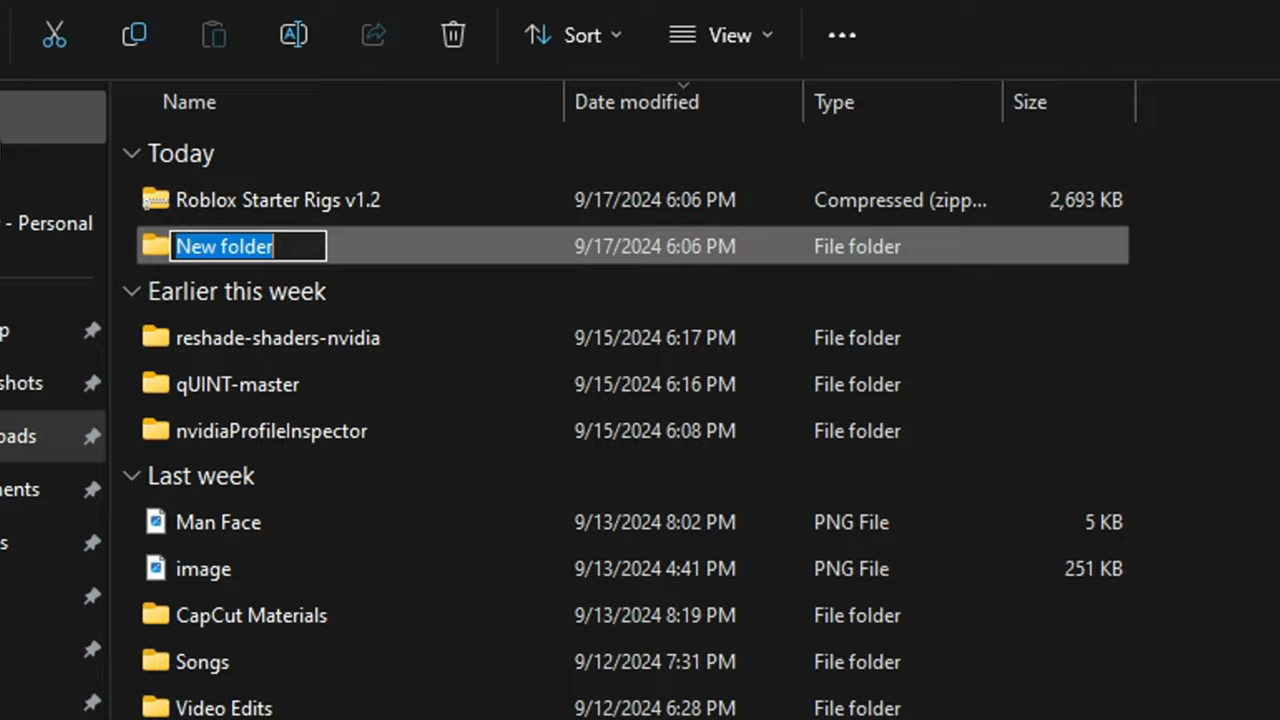 Sort
View
Name Date modified Type Size
Today
Roblox Starter Rigs v1.2 9/17/2024 6:06 PM Compressed (zipp... 2,693 KB
- Personal
New folder 9/17/2024 6:06 PM File folder
Earlier this week
reshade-shaders-nvidia 9/15/2024 6:17 PM File folder
p
shots
qUINT-master 9/15/2024 6:16 PM File folder
oads
nvidiaProfileInspector 9/15/2024 6:08 PM File folder
Last week
ments
Man Face 9/13/2024 8:02 PM PNG File 5 KB
s
image 9/13/2024 4:41 PM PNG File 251 KB
CapCut Materials 9/13/2024 8:19 PM File folder
Songs 9/12/2024 7:31 PM File folder
Video Edits 9/12/2024 6:28 PM File folder